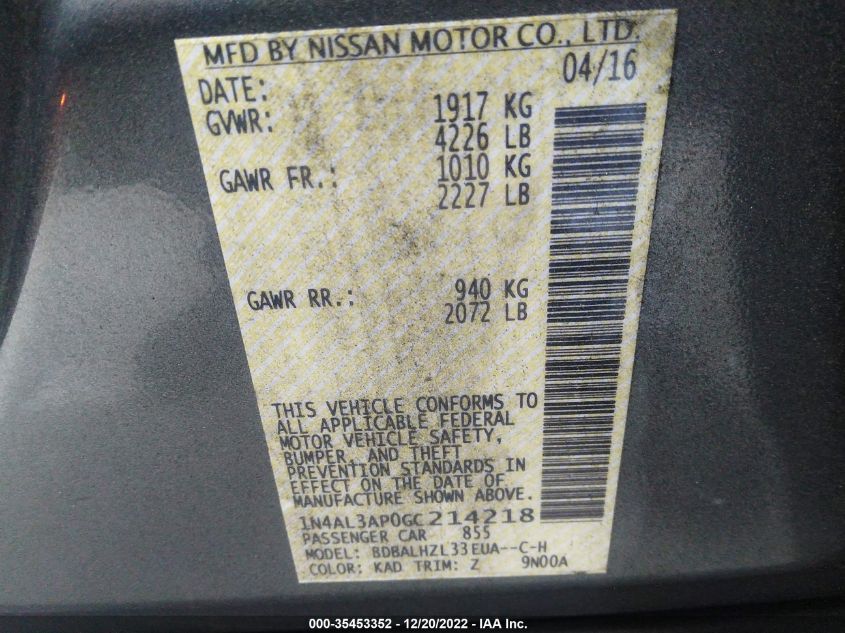 MFD BY NISSAN MOTOR CO., LTD.
DATE: 04/16
GVWR: 1917 KG
4226 LB
GAWR FR.: 1010 KG
2227 LB
GAWR RR.: 940 KG
2072 LB
THIS VEHICLE CONFORMS TO
ALL APPLICABLE FEDERAL
MOTOR VEHICLE SAFETY,
BUMPER, AND THEFT
PREVENTION STANDARDS IN
EFFECT ON THE DATE OF
MANUFACTURE SHOWN ABOVE.
1N4AL3AP0GC214218
PASSENGER CAR 855
MODEL: BDBALHZL33EUA--C-H
COLOR: KAD TRIM: Z 9N00A
000-35453352 - 12/20/2022 - IAA Inc.